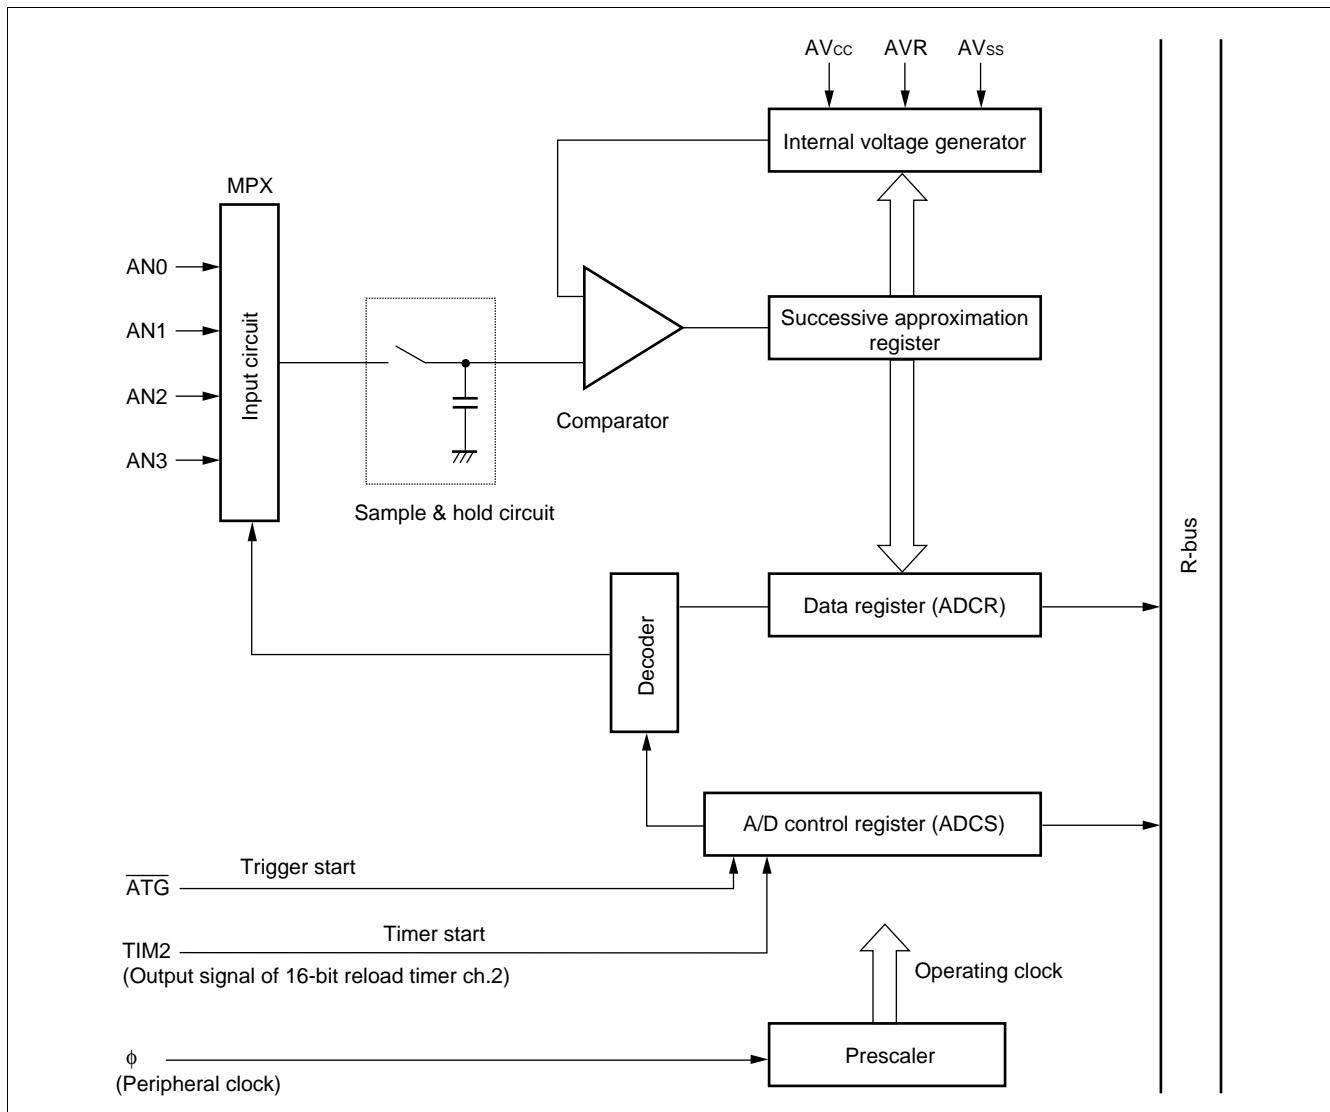 AVCC AVR AVSS
Internal voltage generator
MPX
AN0
AN1
AN2
AN3
Input circuit
Successive approximation
register
Comparator
Sample & hold circuit
R-bus
Data register (ADCR)
Decoder
A/D control register (ADCS)
Trigger start
ATG
Timer start
TIM2
(Output signal of 16-bit reload timer ch.2)
Operating clock
Prescaler
ϕ
(Peripheral clock)